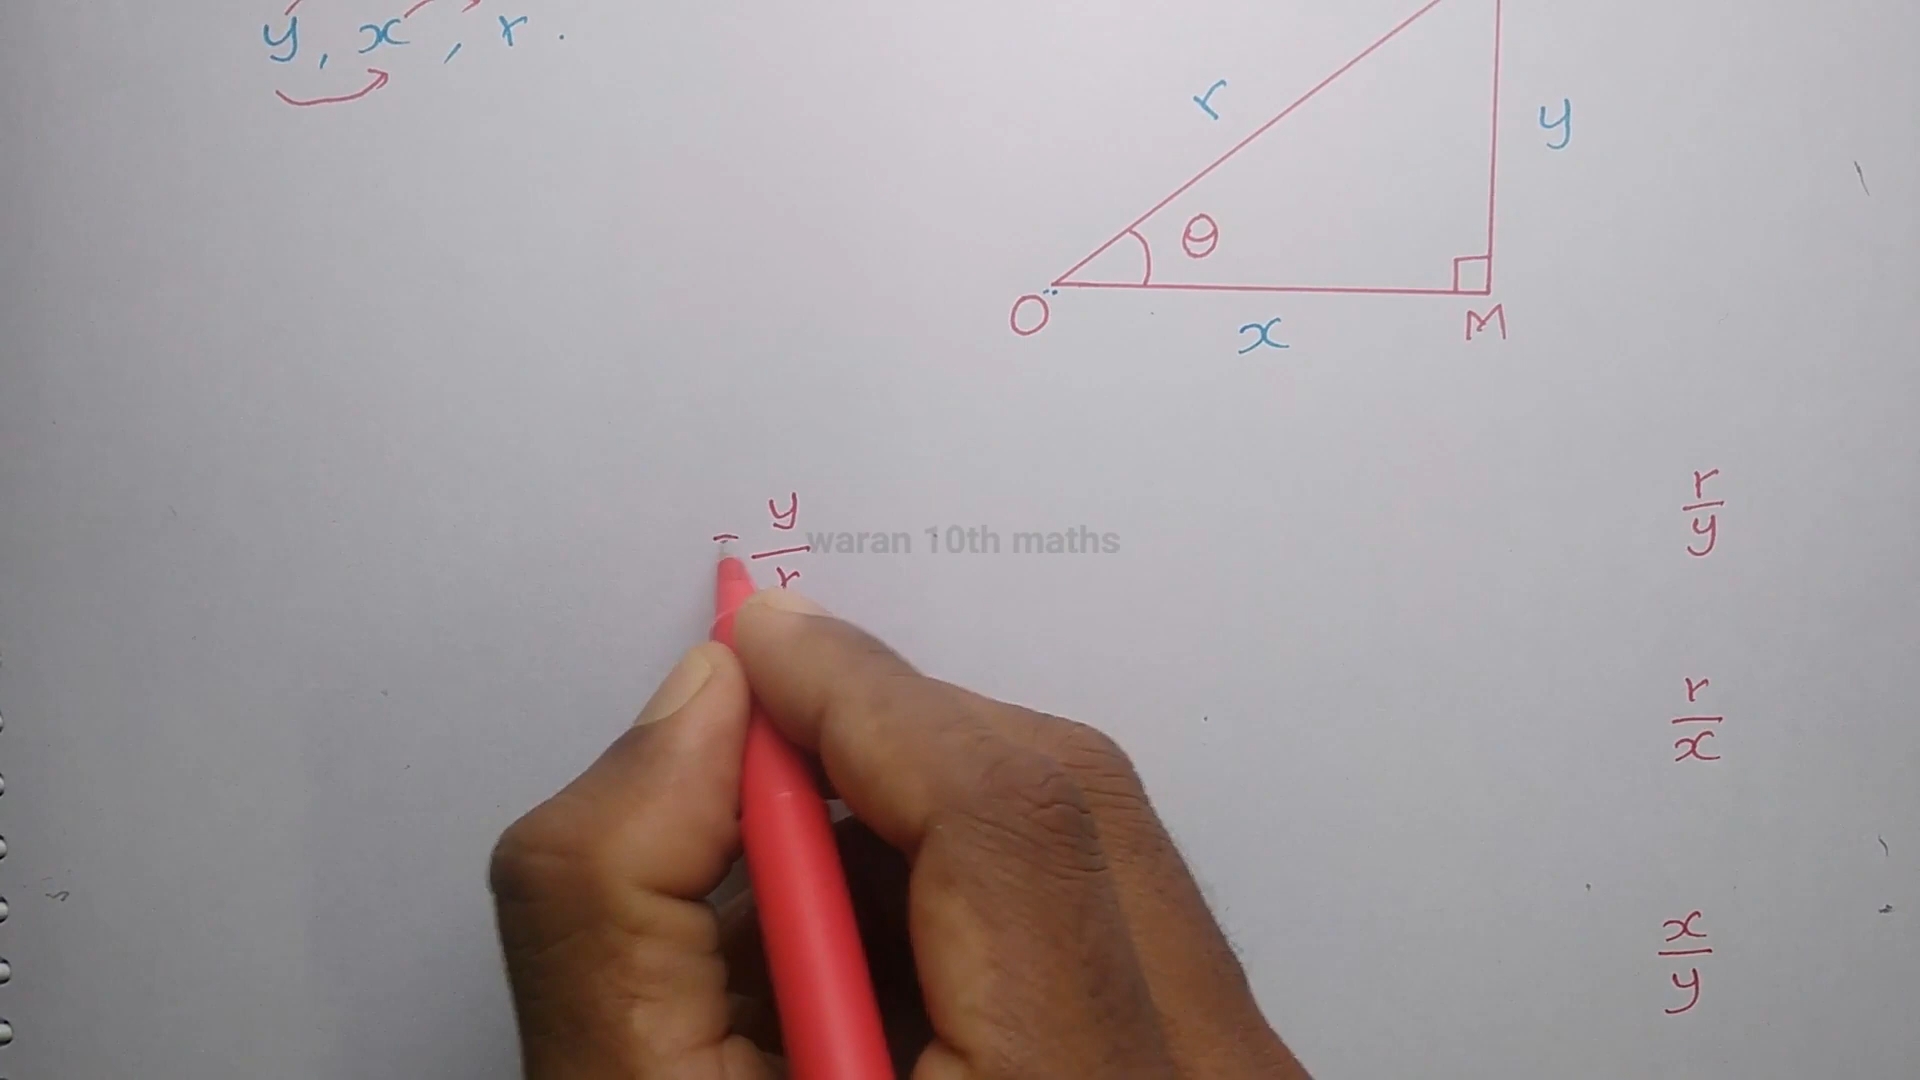 y, x, r.
r
y
θ
O
x
M
= y/r
waran 10th maths
r/y
r/x
x/y